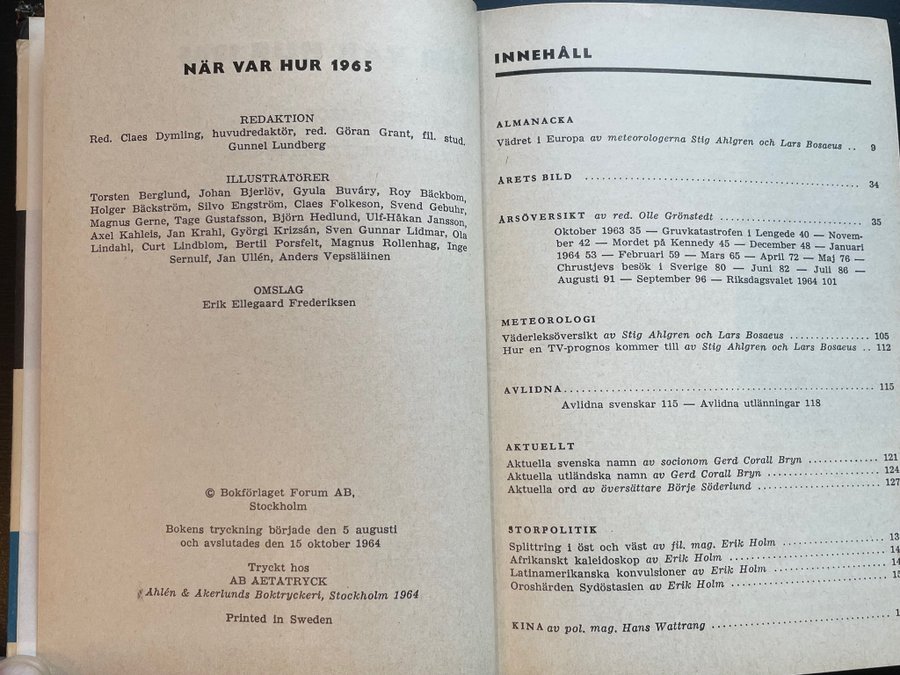 NÄR VAR HUR 1965
REDAKTION
Red. Claes Dymling, huvudredaktör, red. Göran Grant, fil. stud.
Gunnel Lundberg
ILLUSTRATÖRER
Torsten Berglund, Johan Bjerlöv, Gyula Buváry, Roy Bäckbom,
Holger Bäckström, Silvo Engström, Claes Folkeson, Svend Gebuhr,
Magnus Gerne, Tage Gustafsson, Björn Hedlund, Ulf-Håkan Jansson,
Axel Kahleis, Jan Krahl, Györgi Krizsán, Sven Gunnar Lidmar, Ola
Lindahl, Curt Lindblom, Bertil Porsfelt, Magnus Rollenhag, Inge
Sernulf, Jan Ullén, Anders Vepsäläinen
OMSLAG
Erik Ellegaard Frederiksen
© Bokförlaget Forum AB,
Stockholm
Bokens tryckning började den 5 augusti
och avslutades den 15 oktober 1964
Tryckt hos
AB AETATRYCK
Ahlén & Akerlunds Boktryckeri, Stockholm 1964
Printed in Sweden
INNEHÅLL
ALMANACKA
Vädret i Europa av meteorologerna Stig Ahlgren och Lars Bosaeus .. 9
ÅRETS BILD .......... 34
ÅRSÖVERSIKT av red. Olle Grönstedt .......... 35
Oktober 1963 35 — Gruvkatastrofen i Lengede 40 — Novem-
ber 42 — Mordet på Kennedy 45 — December 48 — Januari
1964 53 — Februari 59 — Mars 65 — April 72 — Maj 76 —
Chrustjevs besök i Sverige 80 — Juni 82 — Juli 86 —
Augusti 91 — September 96 — Riksdagsvalet 1964 101
METEOROLOGI
Väderleksöversikt av Stig Ahlgren och Lars Bosaeus .......... 105
Hur en TV-prognos kommer till av Stig Ahlgren och Lars Bosaeus .. 112
AVLIDNA .......... 115
Avlidna svenskar 115 — Avlidna utlänningar 118
AKTUELLT
Aktuella svenska namn av socionom Gerd Corall Bryn .......... 121
Aktuella utländska namn av Gerd Corall Bryn .......... 124
Aktuella ord av översättare Börje Söderlund .......... 127
STORPOLITIK
Splittring i öst och väst av fil. mag. Erik Holm .......... 13
Afrikanskt kaleidoskop av Erik Holm .......... 14
Latinamerikanska konvulsioner av Erik Holm .......... 14
Oroshärden Sydöstasien av Erik Holm .......... 15
KINA av pol. mag. Hans Wattrang .......... 1